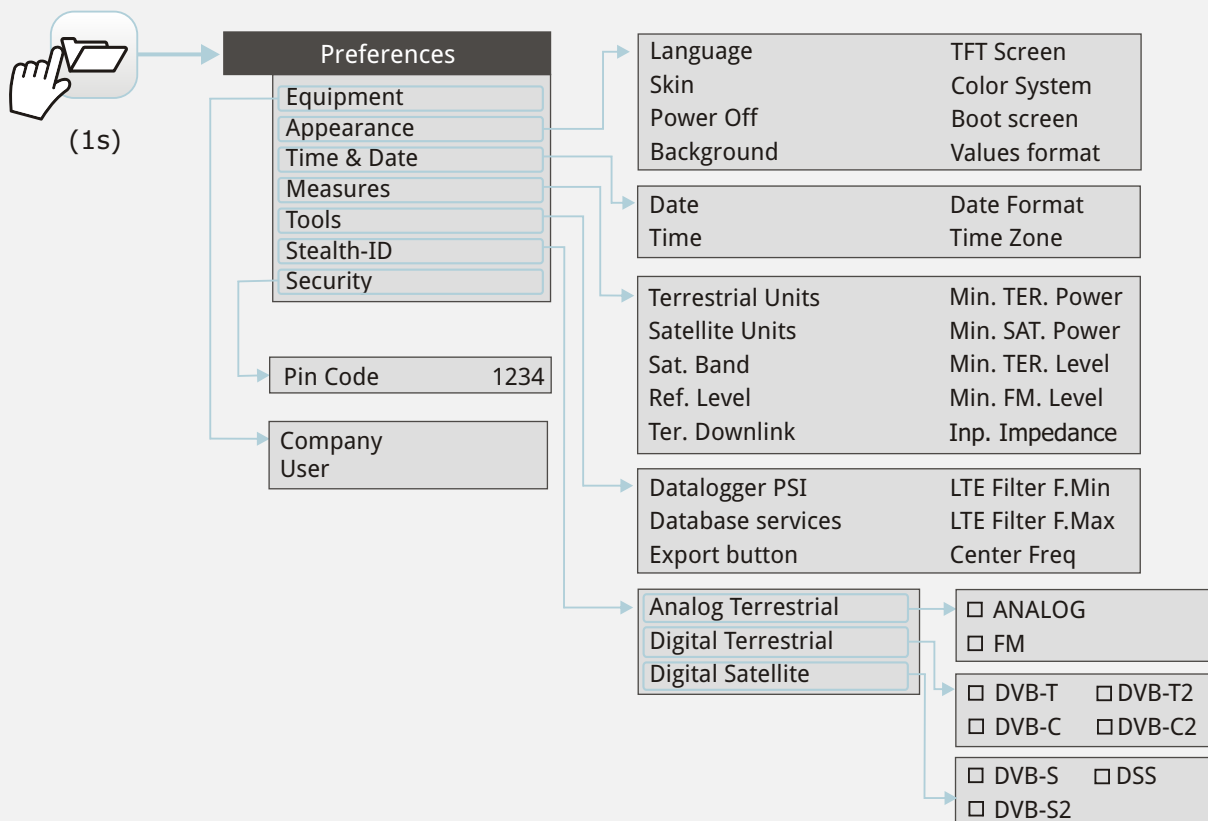 (1s)
Preferences
Equipment
Appearance
Time & Date
Measures
Tools
Stealth-ID
Security
Pin Code 1234
Company
User
Language TFT Screen
Skin Color System
Power Off Boot screen
Background Values format
Date Date Format
Time Time Zone
Terrestrial Units Min. TER. Power
Satellite Units Min. SAT. Power
Sat. Band Min. TER. Level
Ref. Level Min. FM. Level
Ter. Downlink Inp. Impedance
Datalogger PSI LTE Filter F.Min
Database services LTE Filter F.Max
Export button Center Freq
Analog Terrestrial
Digital Terrestrial
Digital Satellite
ANALOG
FM
DVB-T DVB-T2
DVB-C DVB-C2
DVB-S DSS
DVB-S2